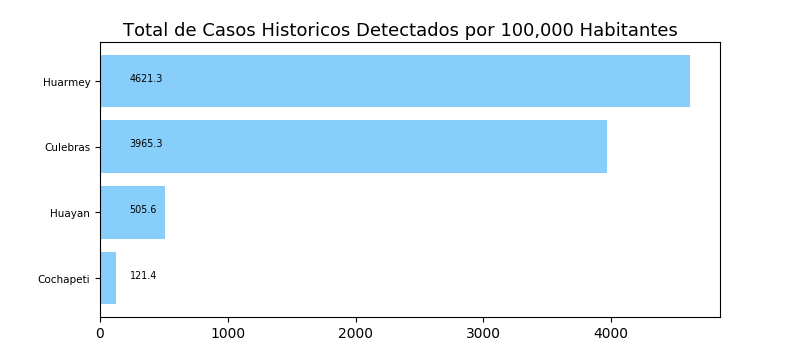 Total de Casos Historicos Detectados por 100,000 Habitantes
Huarmey 4621.3
Culebras 3965.3
Huayan 505.6
Cochapeti 121.4
0 1000 2000 3000 4000